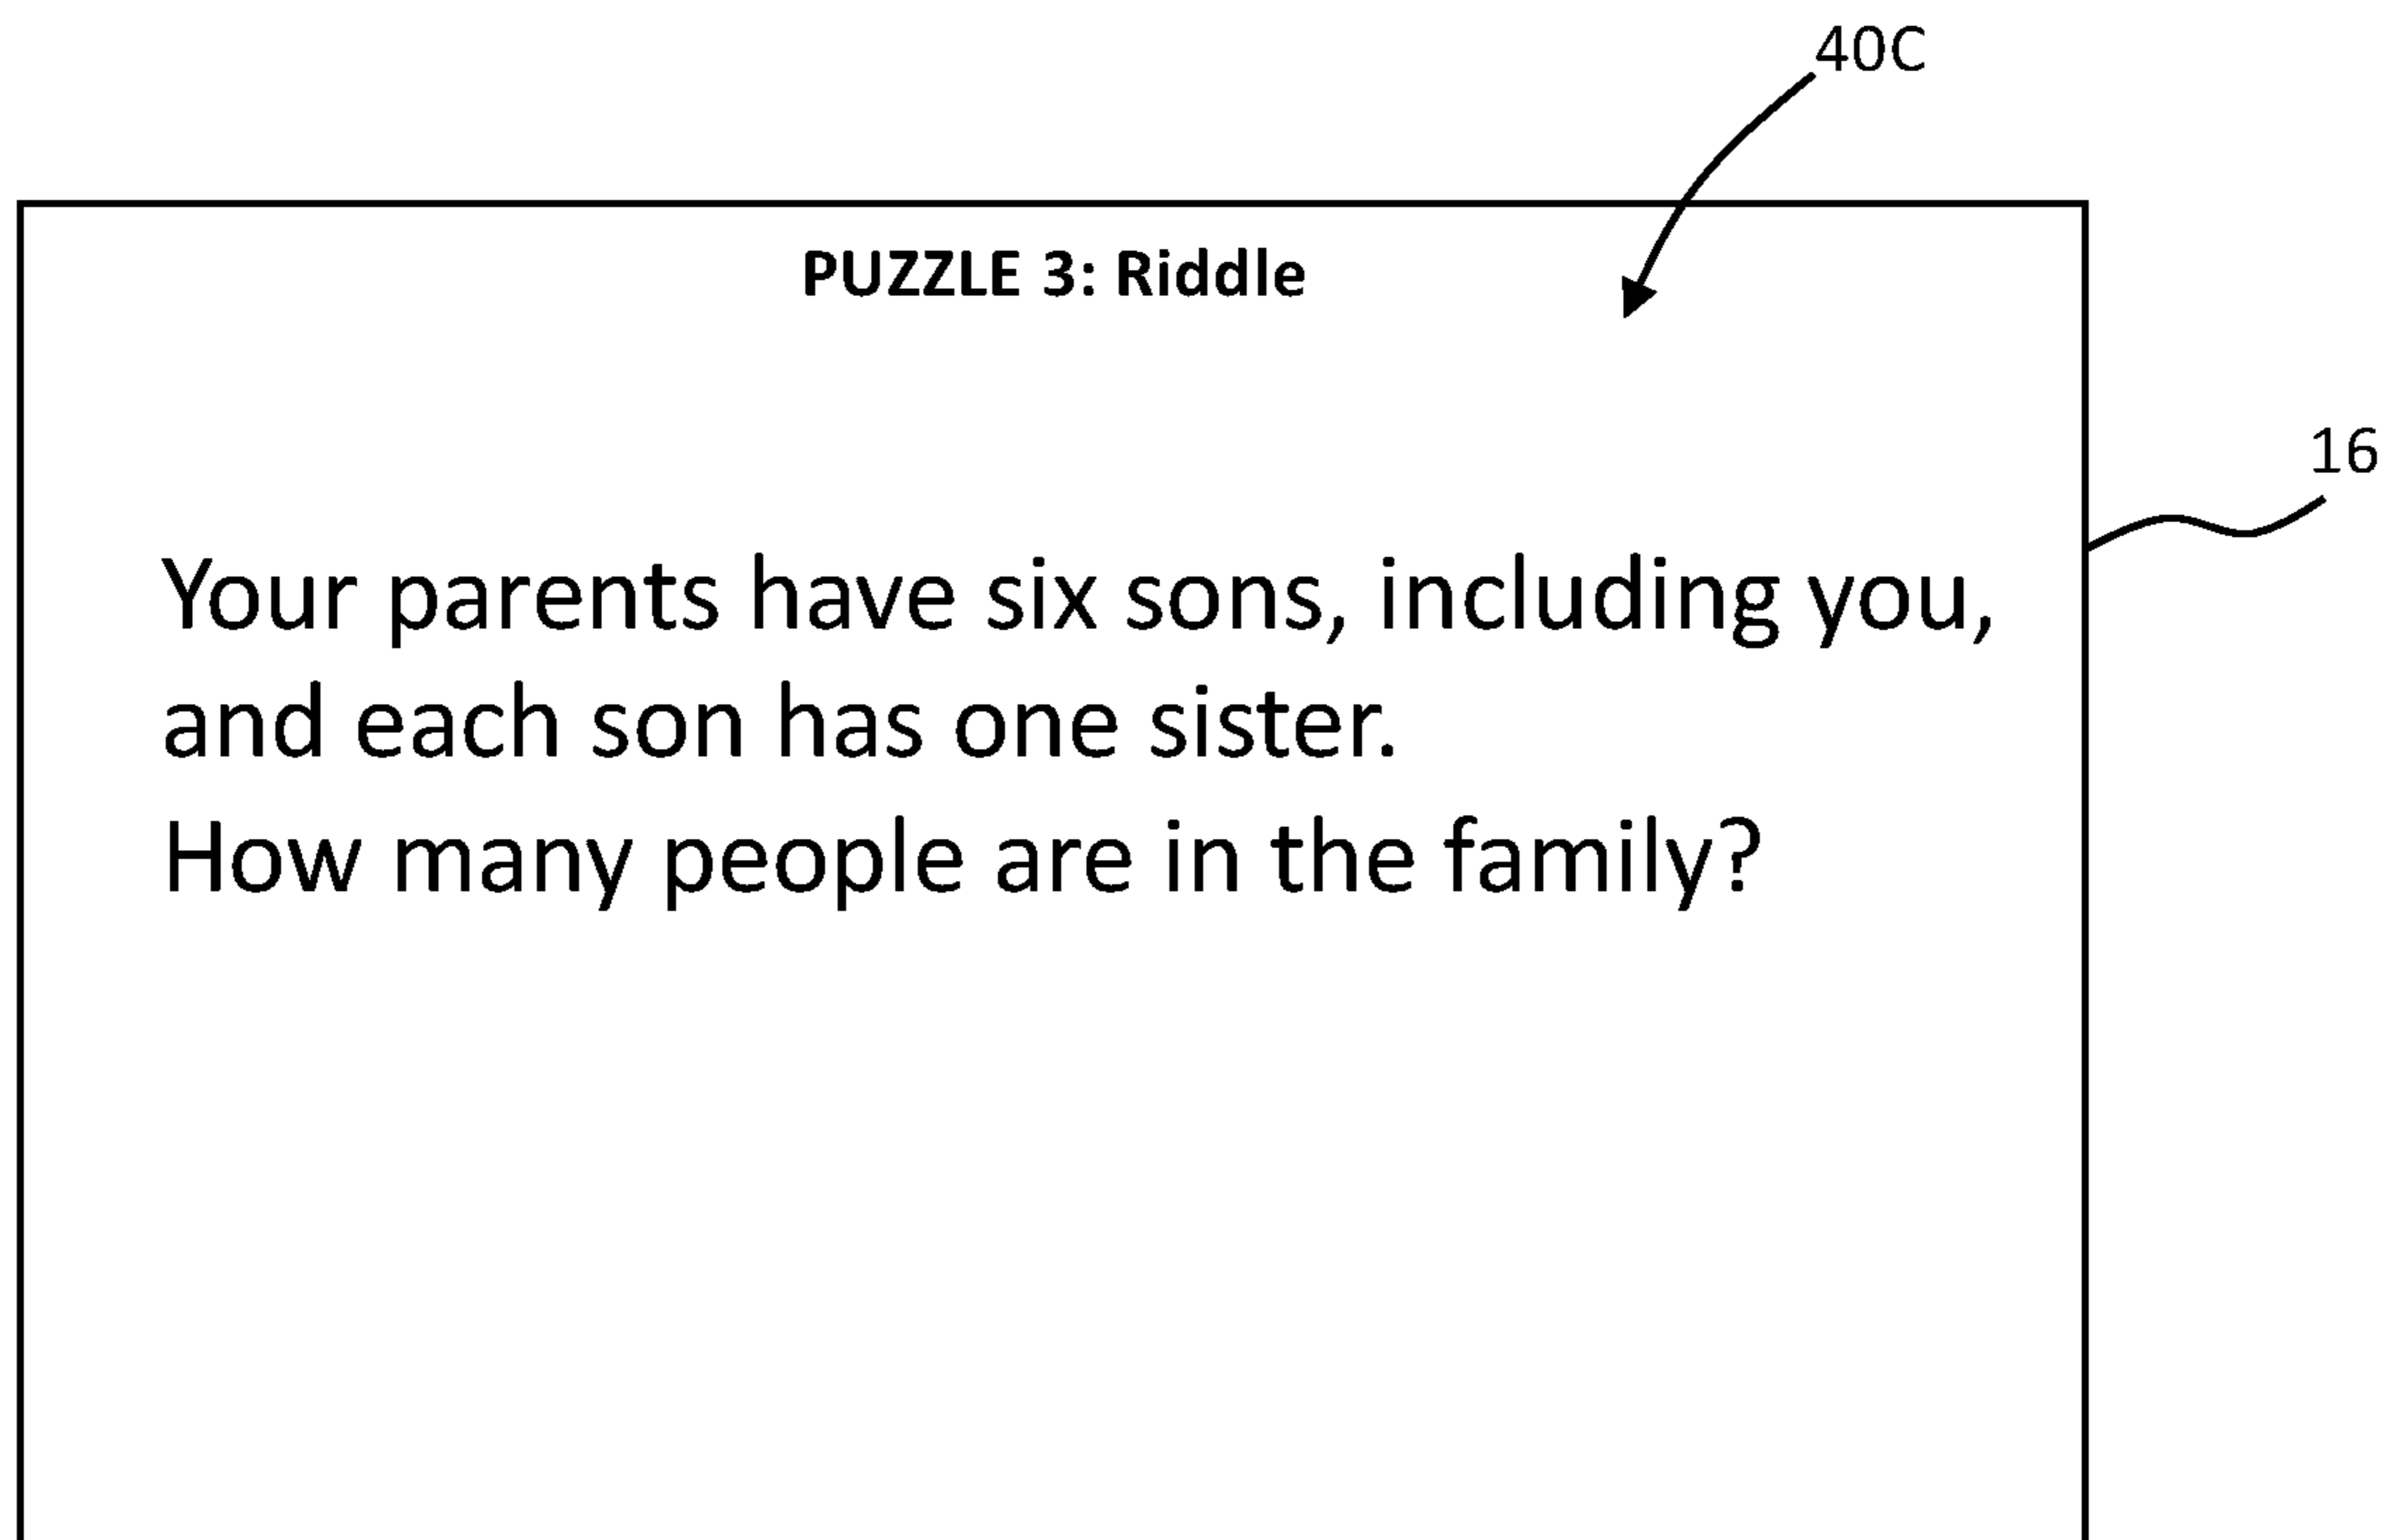 40C
PUZZLE 3: Riddle
16
Your parents have six sons, including you,
and each son has one sister.
How many people are in the family?